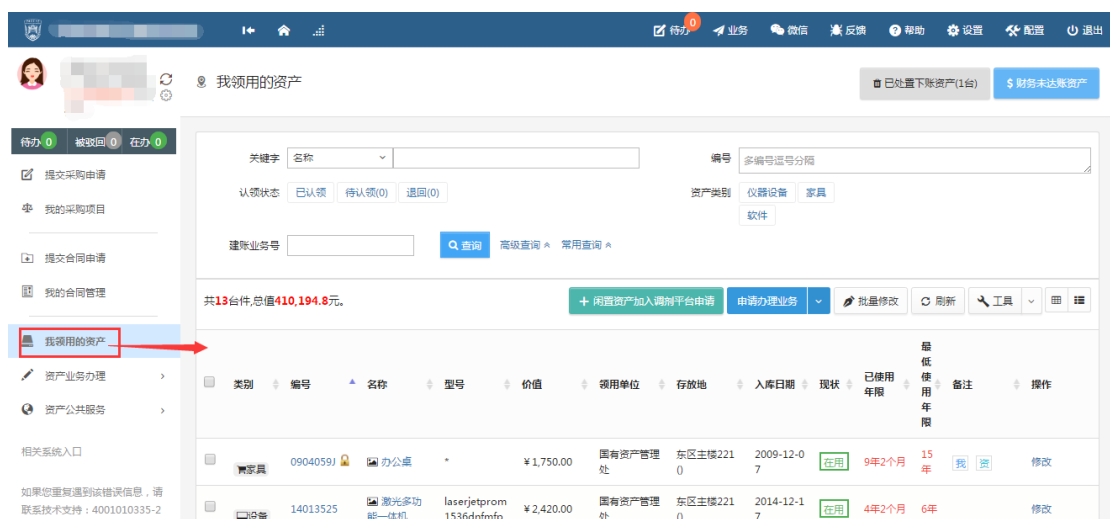 待办 0 业务 微信 反馈 帮助 设置 配置 退出
我领用的资产
已处置下账资产(1台) $财务未达账资产
待办 0 被驳回 0 在办 0
提交采购申请
我的采购项目
提交合同申请
我的合同管理
我领用的资产
资产业务办理
资产公共服务
相关系统入口
如果您重复遇到该错误信息，请
联系技术支持：4001010335-2
关键字 名称 编号 多编号逗号分隔
认领状态 已认领 待认领(0) 退回(0) 资产类别 仪器设备 家具
软件
建账业务号 查询 高级查询 常用查询
共13台件,总值410,194.8元。
+ 闲置资产加入调剂平台申请 申请办理业务 批量修改 刷新 工具
类别 编号 名称 型号 价值 领用单位 存放地 入库日期 现状 已使用年限 最低使用年限 备注 操作
家具 0904059J 办公桌 * ¥1,750.00 国有资产管理处 东区主楼221() 2009-12-07 在用 9年2个月 15年 我 资 修改
设备 14013525 激光多功能一体机 laserjetprom1536dnfmfp ¥2,420.00 国有资产管理处 东区主楼221() 2014-12-17 在用 4年2个月 6年 修改